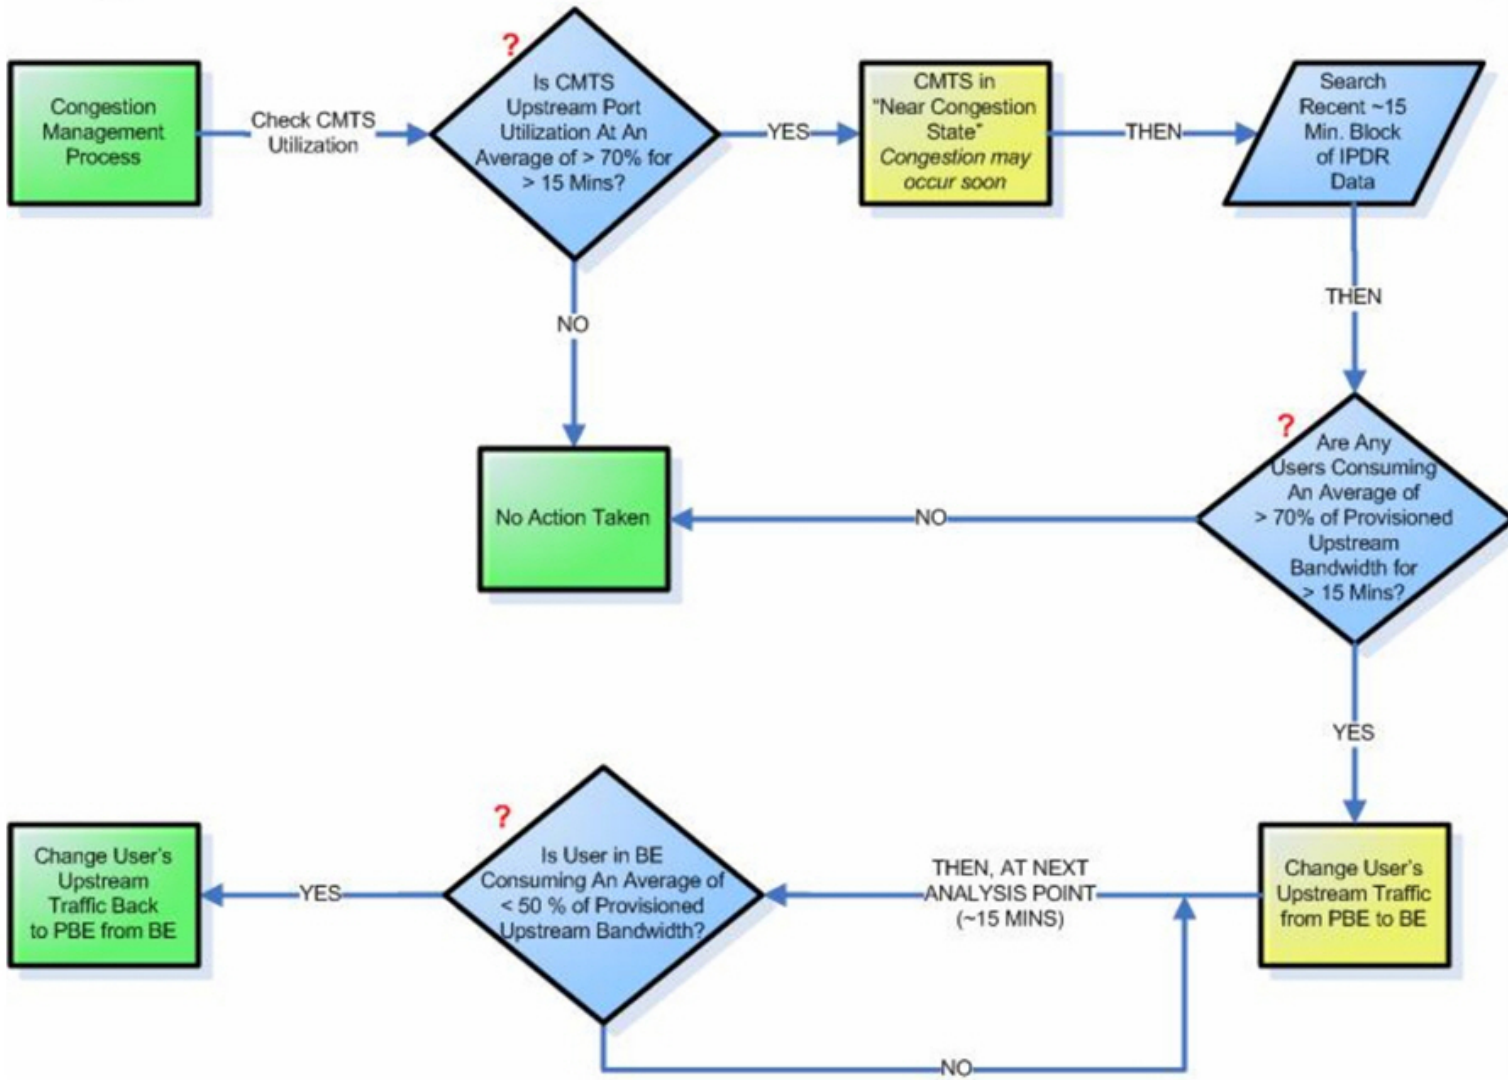 Congestion
Management
Process
Check CMTS
Utilization
?
Is CMTS
Upstream Port
Utilization At An
Average of > 70% for
> 15 Mins?
YES
CMTS in
"Near Congestion
State"
Congestion may
occur soon
THEN
Search
Recent ~15
Min. Block
of IPDR
Data
NO
THEN
No Action Taken
NO
?
Are Any
Users Consuming
An Average of
> 70% of Provisioned
Upstream
Bandwidth for
> 15 Mins?
YES
Change User's
Upstream Traffic
from PBE to BE
THEN, AT NEXT
ANALYSIS POINT
(~15 MINS)
?
Is User in BE
Consuming An Average of
< 50 % of Provisioned
Upstream Bandwidth?
YES
Change User's
Upstream
Traffic Back
to PBE from BE
NO